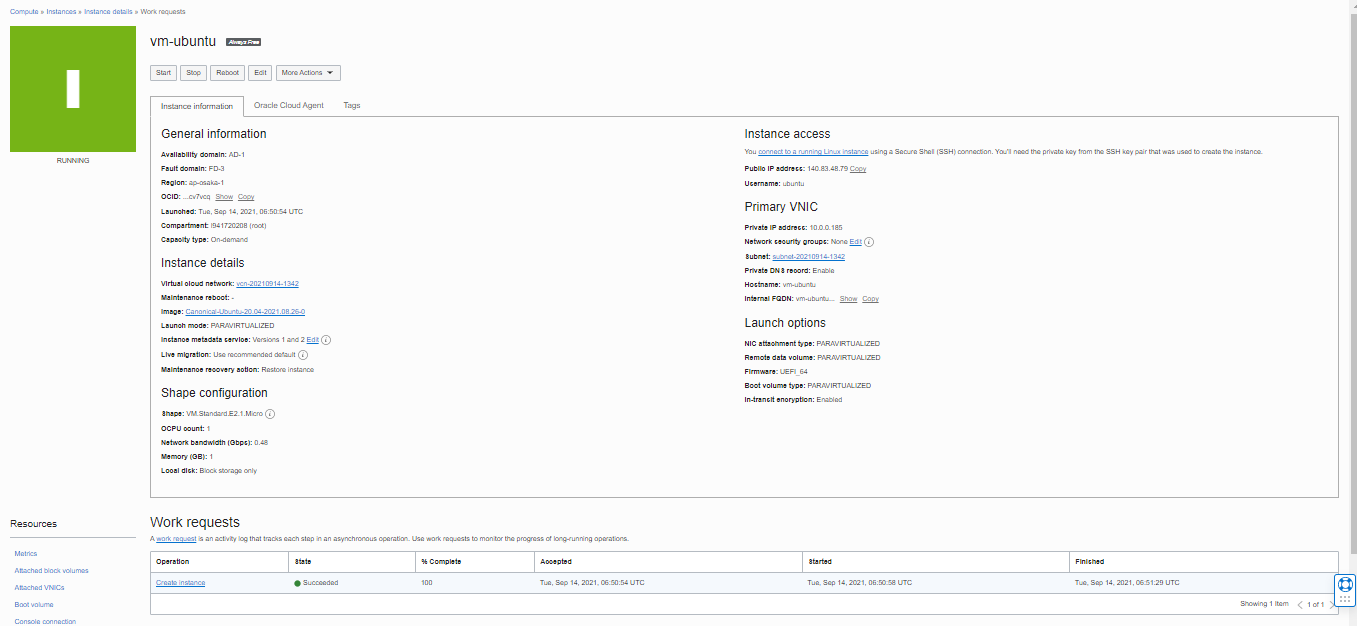 Compute » Instances » Instance details » Work requests
vm-ubuntu Always Free
Start Stop Reboot Edit More Actions
RUNNING
Instance information Oracle Cloud Agent Tags
General information
Availability domain: AD-1
Fault domain: FD-3
Region: ap-osaka-1
OCID: ...cv7vcq Show Copy
Launched: Tue, Sep 14, 2021, 06:50:54 UTC
Compartment: l941720208 (root)
Capacity type: On-demand
Instance details
Virtual cloud network: vcn-20210914-1342
Maintenance reboot: -
Image: Canonical-Ubuntu-20.04-2021.08.26-0
Launch mode: PARAVIRTUALIZED
Instance metadata service: Versions 1 and 2 Edit
Live migration: Use recommended default
Maintenance recovery action: Restore instance
Shape configuration
Shape: VM.Standard.E2.1.Micro
OCPU count: 1
Network bandwidth (Gbps): 0.48
Memory (GB): 1
Local disk: Block storage only
Instance access
You connect to a running Linux instance using a Secure Shell (SSH) connection. You'll need the private key from the SSH key pair that was used to create the instance.
Public IP address: 140.83.48.79 Copy
Username: ubuntu
Primary VNIC
Private IP address: 10.0.0.185
Network security groups: None Edit
Subnet: subnet-20210914-1342
Private DNS record: Enable
Hostname: vm-ubuntu
Internal FQDN: vm-ubuntu... Show Copy
Launch options
NIC attachment type: PARAVIRTUALIZED
Remote data volume: PARAVIRTUALIZED
Firmware: UEFI_64
Boot volume type: PARAVIRTUALIZED
In-transit encryption: Enabled
Resources
Metrics
Attached block volumes
Attached VNICs
Boot volume
Console connection
Work requests
A work request is an activity log that tracks each step in an asynchronous operation. Use work requests to monitor the progress of long-running operations.
Operation State % Complete Accepted Started Finished
Create instance Succeeded 100 Tue, Sep 14, 2021, 06:50:54 UTC Tue, Sep 14, 2021, 06:50:58 UTC Tue, Sep 14, 2021, 06:51:29 UTC
Showing 1 Item < 1 of 1 >